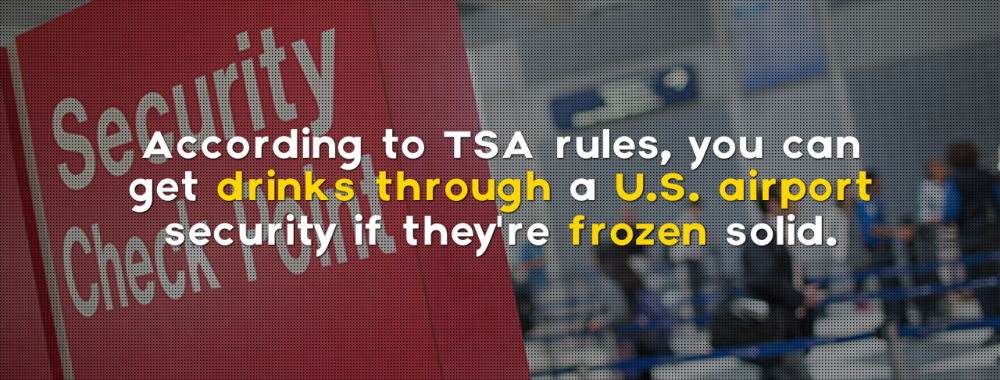 Security
Check Point
According to TSA rules, you can
get drinks through a U.S. airport
security if they're frozen solid.